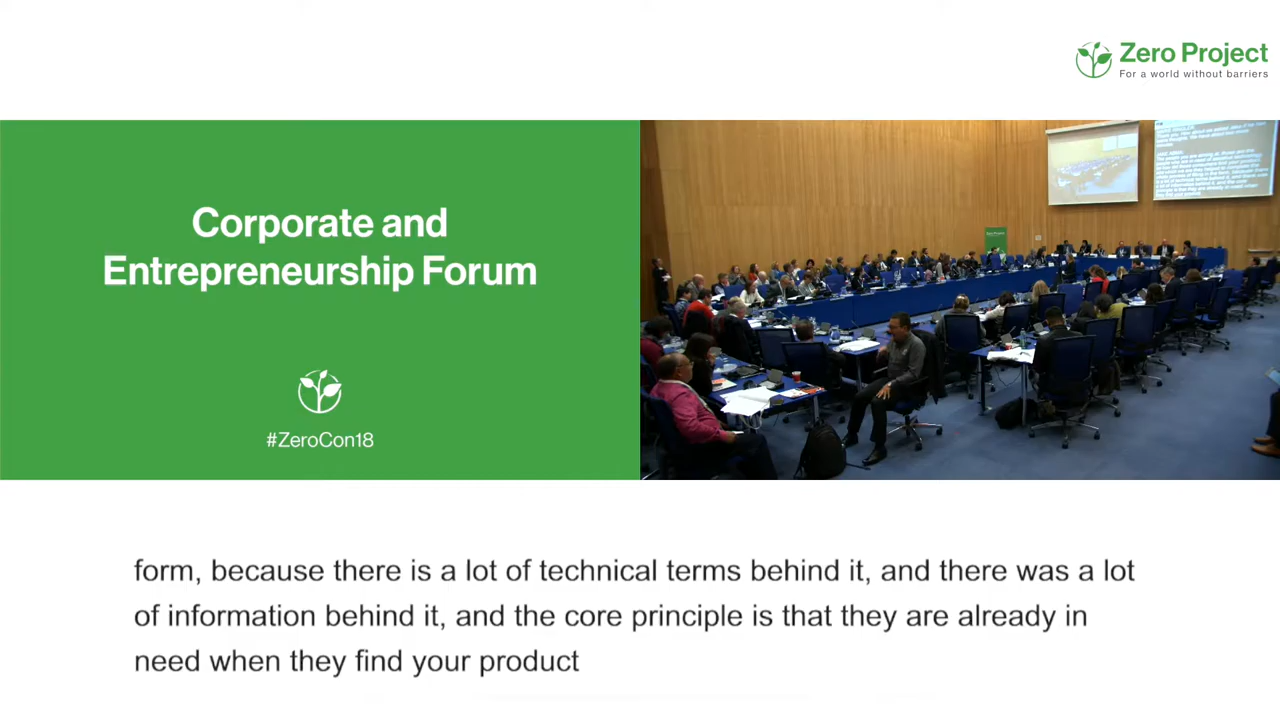 Zero Project
For a world without barriers
Corporate and
Entrepreneurship Forum
#ZeroCon18
Zero Project
form, because there is a lot of technical terms behind it, and there was a lot
of information behind it, and the core principle is that they are already in
need when they find your product